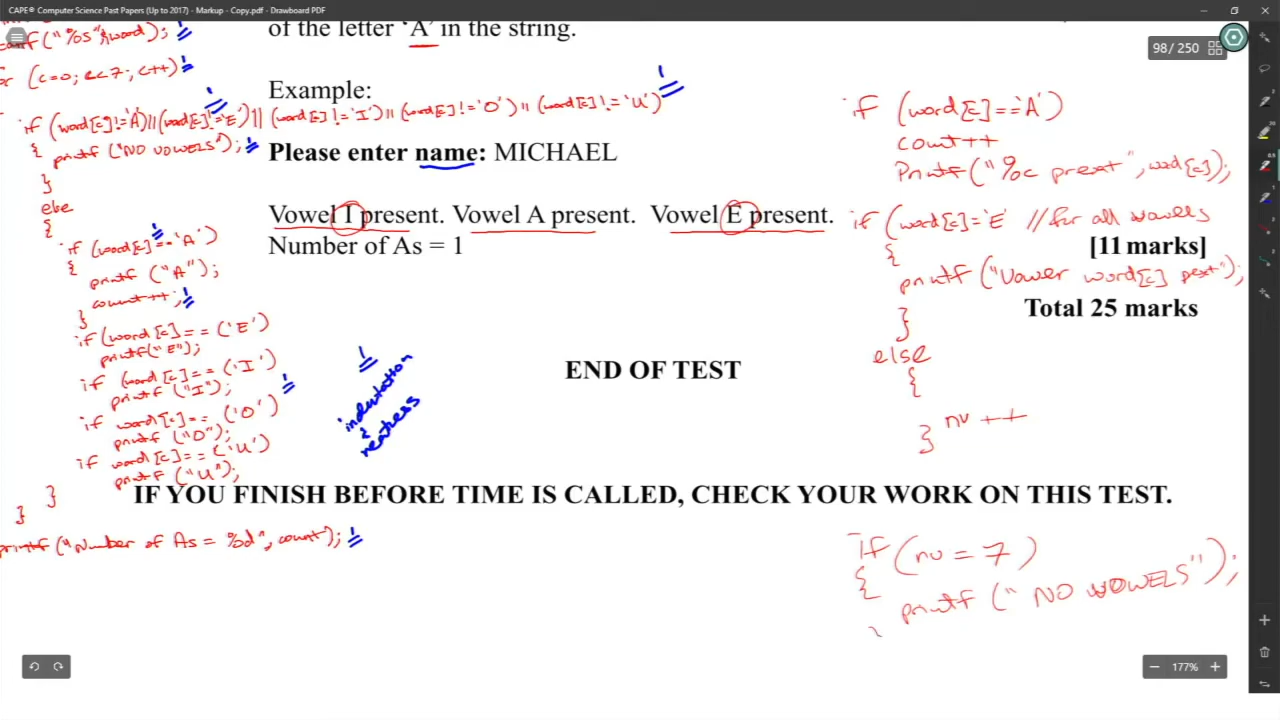 CAPE® Computer Science Past Papers (Up to 2017) - Markup - Copy.pdf - Drawboard PDF
98 / 250
of the letter ‘A’ in the string.
Example:
Please enter name: MICHAEL
Vowel I present. Vowel A present. Vowel E present.
Number of As = 1
[11 marks]
Total 25 marks
END OF TEST
IF YOU FINISH BEFORE TIME IS CALLED, CHECK YOUR WORK ON THIS TEST.
("%s", word);
(c=0; c<7; c++)
if (word[c]!='A') || (word[c]!='E') || (word[c]!='I') || (word[c]!='O') || (word[c]!='U')
{ printf ("NO VOWELS");
}
else
{
if (word[c]=='A')
{
printf ("A");
count++;
}
if (word[c]== ('E')
printf("E");
if (word[c]== ('I')
printf ("I");
if word[c]== ('O')
printf ("O");
if word[c]== ('U')
printf ("U");
}
}
printf ("Number of As = %d", count);
indentation
&
neatness
if (word[c]=='A')
count++
Printf ("%c prest", word[c]);
if (word[c]='E' //for all vowels
{
printf ("Vower word[c] pest");
}
else
{
nv ++
}
if (nv = 7)
{
printf ("NO VOWELS");
177%